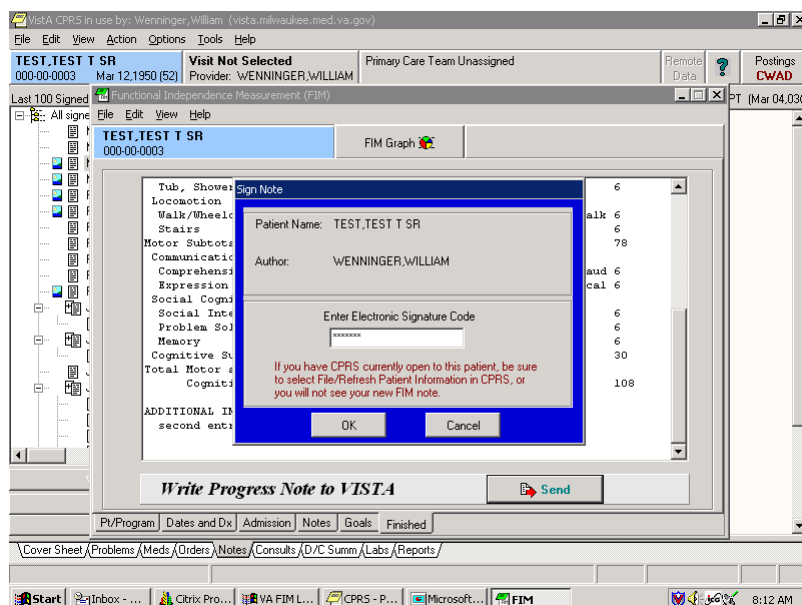 VistA CPRS in use by: Wenninger,William (vista.milwaukee.med.va.gov)
File Edit View Action Options Tools Help
TEST,TEST T SR
000-00-0003 Mar 12,1950 (52)
Visit Not Selected
Provider: WENNINGER,WILLIAM
Primary Care Team Unassigned
Remote
Data
?
Postings
CWAD
Last 100 Signed
PT (Mar 04,03
All signe
Functional Independence Measurement (FIM)
File Edit View Help
TEST,TEST T SR
000-00-0003
FIM Graph
Tub, Shower 6
Locomotion
Walk/Wheelc alk 6
Stairs 6
Motor Subtota 78
Communicatio
Comprehensi aud 6
Expression cal 6
Social Cogni
Social Inte 6
Problem Sol 6
Memory 6
Cognitive Su 30
Total Motor a
Cogniti 108
ADDITIONAL IN
second entr
Sign Note
Patient Name: TEST,TEST T SR
Author: WENNINGER,WILLIAM
Enter Electronic Signature Code
*******
If you have CPRS currently open to this patient, be sure
to select File/Refresh Patient Information in CPRS, or
you will not see your new FIM note.
OK Cancel
Write Progress Note to VISTA
Send
Pt/Program Dates and Dx Admission Notes Goals Finished
Cover Sheet Problems Meds Orders Notes Consults D/C Summ Labs Reports
Start Inbox - ... Citrix Pro... VA FIM L... CPRS - P... Microsoft... FIM 8:12 AM